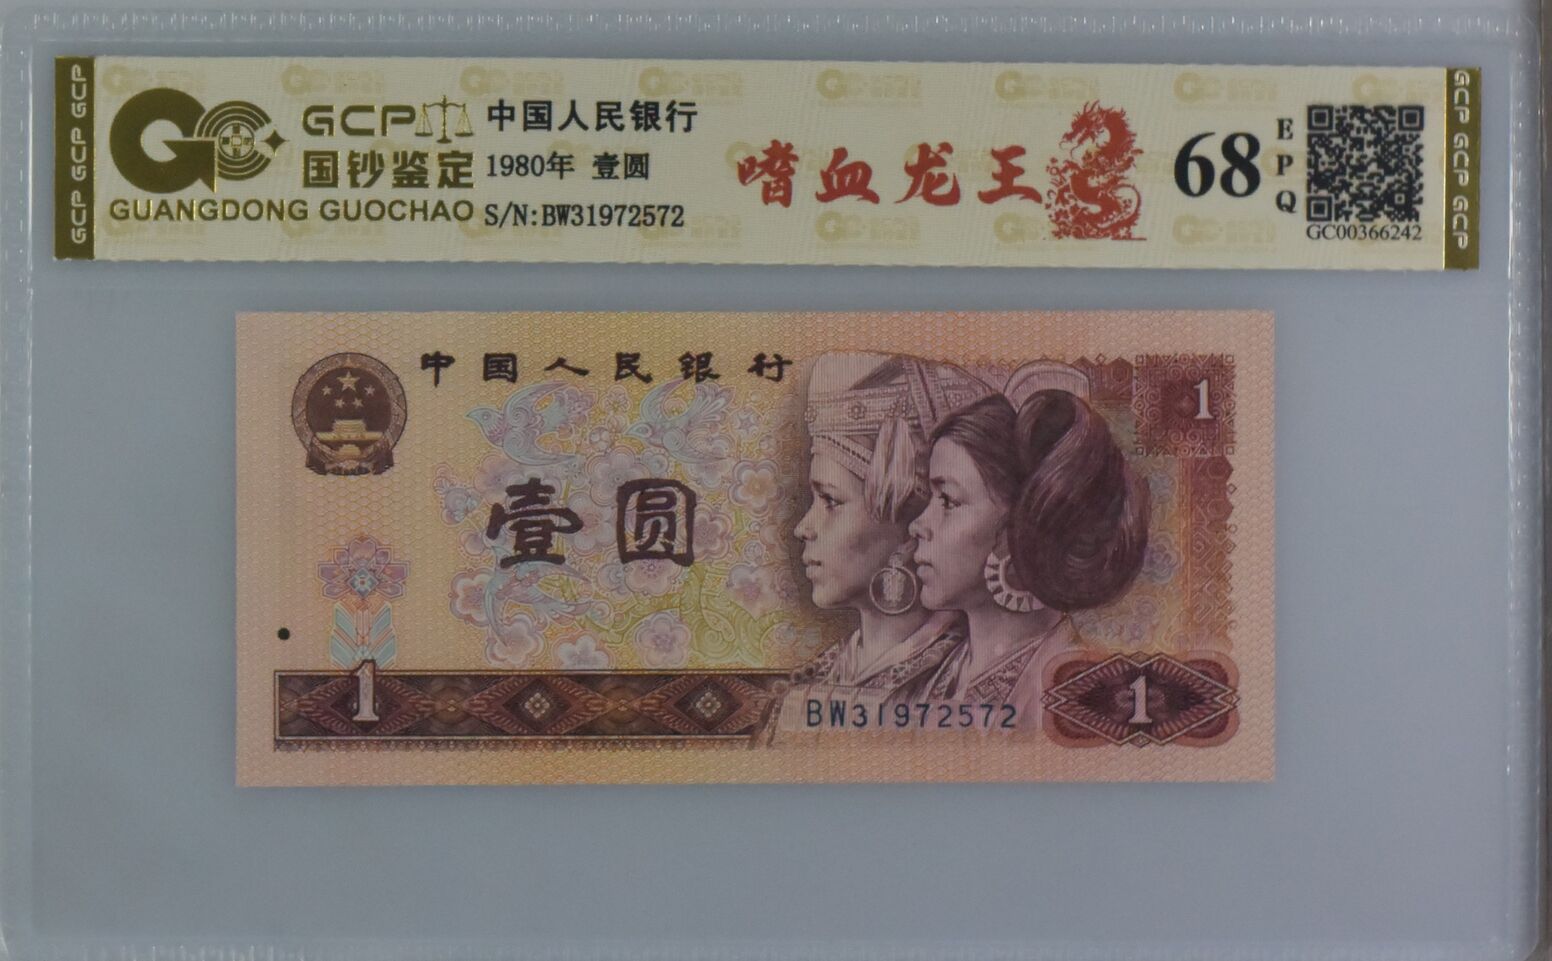 GCP GCP GCP
GCP
国钞鉴定
GUANGDONG GUOCHAO
中国人民银行
1980年 壹圆
S/N:BW31972572
嗜血龙王
68
EPQ
GC00366242
GCP GCP GCP
中国人民银行
1
壹圆
1
BW31972572
1